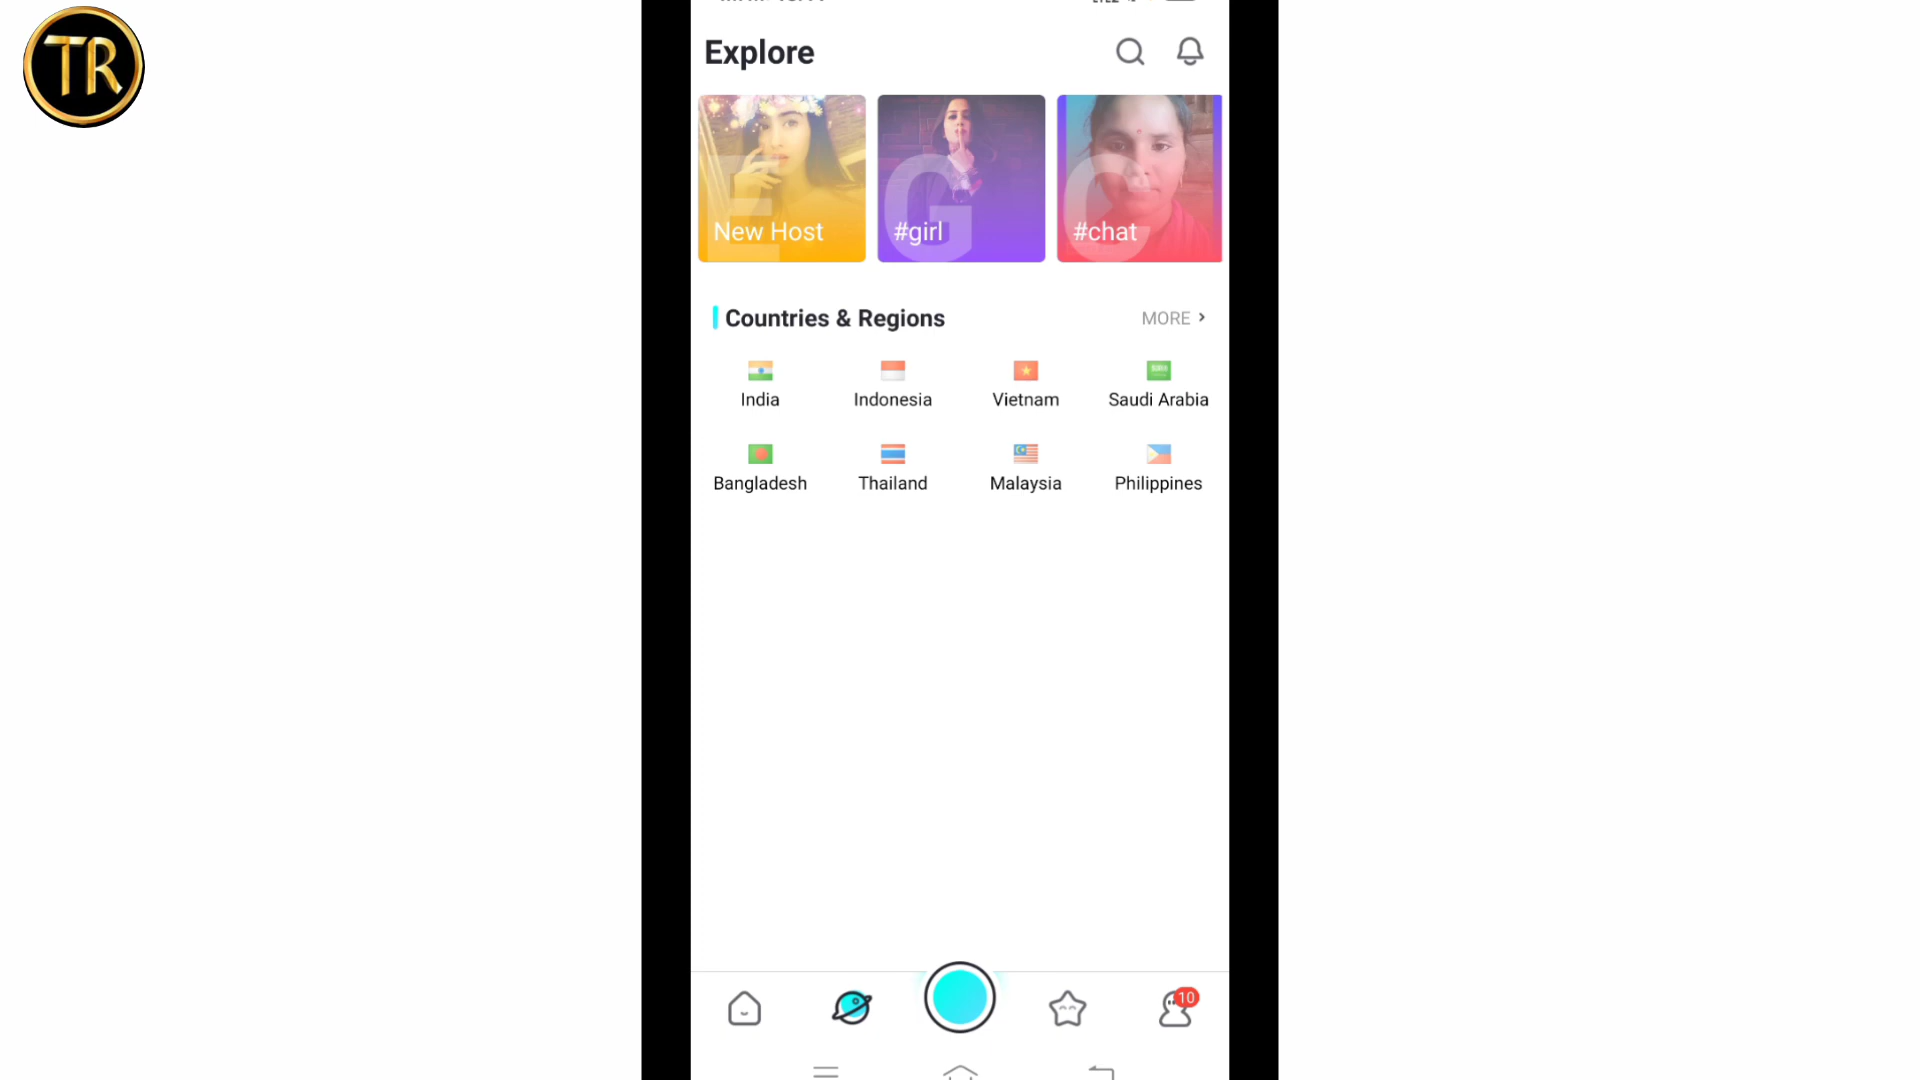 TR
Explore
New Host
#girl
#chat
Countries & Regions
MORE
India
Indonesia
Vietnam
Saudi Arabia
Bangladesh
Thailand
Malaysia
Philippines
10